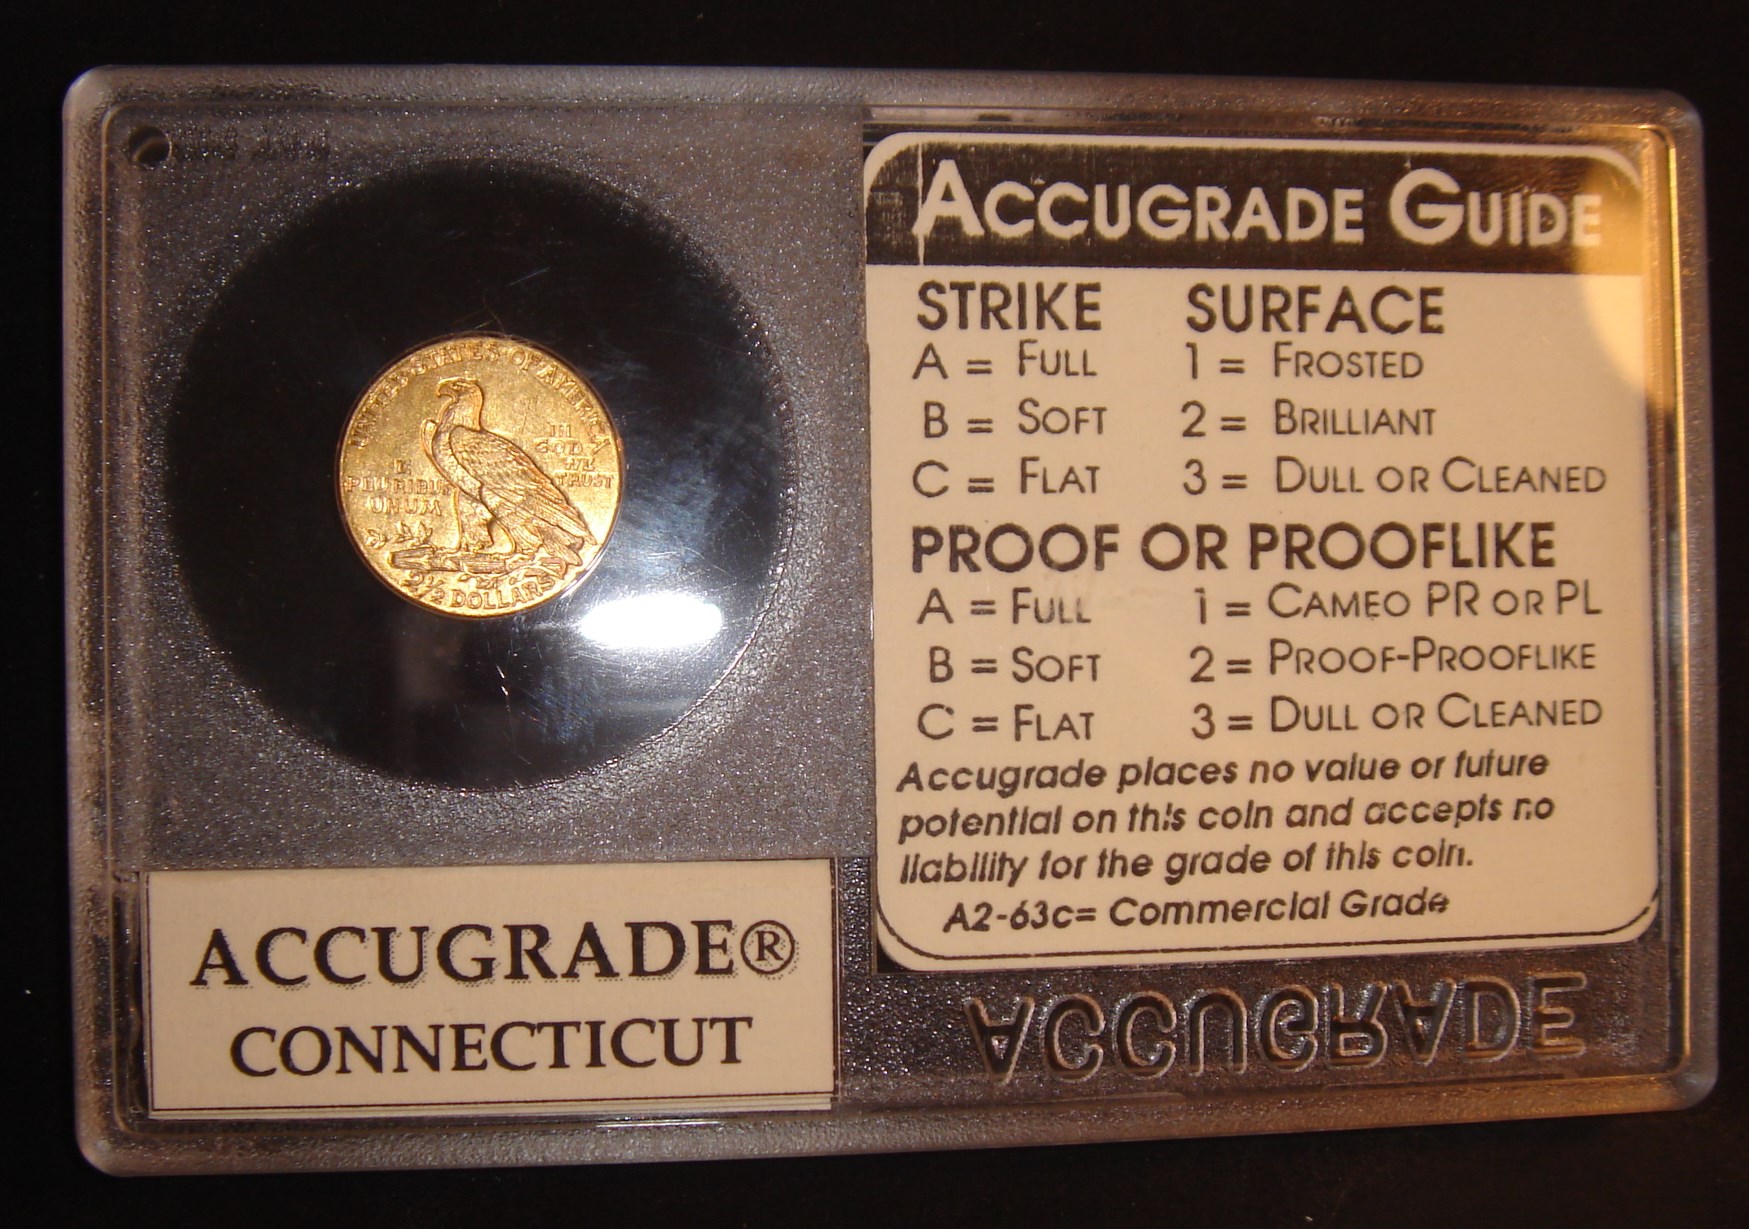 UNITED STATES OF AMERICA
IN
GOD
WE
TRUST
E
PLURIBUS
UNUM
2½ DOLLARS
ACCUGRADE®
CONNECTICUT
ACCUGRADE GUIDE
STRIKE SURFACE
A = FULL 1 = FROSTED
B = SOFT 2 = BRILLIANT
C = FLAT 3 = DULL OR CLEANED
PROOF OR PROOFLIKE
A = FULL 1 = CAMEO PR OR PL
B = SOFT 2 = PROOF-PROOFLIKE
C = FLAT 3 = DULL OR CLEANED
Accugrade places no value or future
potential on this coin and accepts no
liability for the grade of this coin.
A2-63c= Commercial Grade
ACCUGRADE